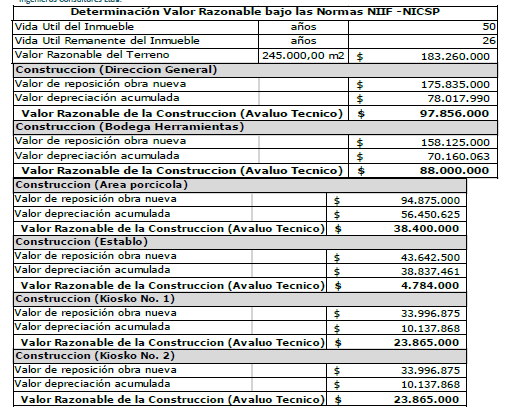 Ingenieros Consultores Ltda.
Determinación Valor Razonable bajo las Normas NIIF -NICSP
Vida Util del Inmueble años 50
Vida Util Remanente del Inmueble años 26
Valor Razonable del Terreno 245.000,00 m2 $ 183.260.000
Construccion (Direccion General)
Valor de reposición obra nueva $ 175.835.000
Valor depreciación acumulada $ 78.017.990
Valor Razonable de la Construccion (Avaluo Tecnico) $ 97.856.000
Construccion (Bodega Herramientas)
Valor de reposición obra nueva $ 158.125.000
Valor depreciación acumulada $ 70.160.063
Valor Razonable de la Construccion (Avaluo Tecnico) $ 88.000.000
Construccion (Area porcicola)
Valor de reposición obra nueva $ 94.875.000
Valor depreciación acumulada $ 56.450.625
Valor Razonable de la Construccion (Avaluo Tecnico) $ 38.400.000
Construccion (Establo)
Valor de reposición obra nueva $ 43.642.500
Valor depreciación acumulada $ 38.837.461
Valor Razonable de la Construccion (Avaluo Tecnico) $ 4.784.000
Construccion (Kiosko No. 1)
Valor de reposición obra nueva $ 33.996.875
Valor depreciación acumulada $ 10.137.868
Valor Razonable de la Construccion (Avaluo Tecnico) $ 23.865.000
Construccion (Kiosko No. 2)
Valor de reposición obra nueva $ 33.996.875
Valor depreciación acumulada $ 10.137.868
Valor Razonable de la Construccion (Avaluo Tecnico) $ 23.865.000